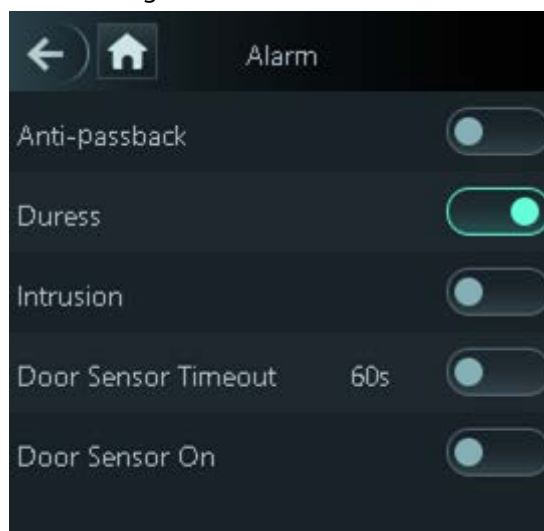 Alarm
Anti-passback
Duress
Intrusion
Door Sensor Timeout 60s
Door Sensor On